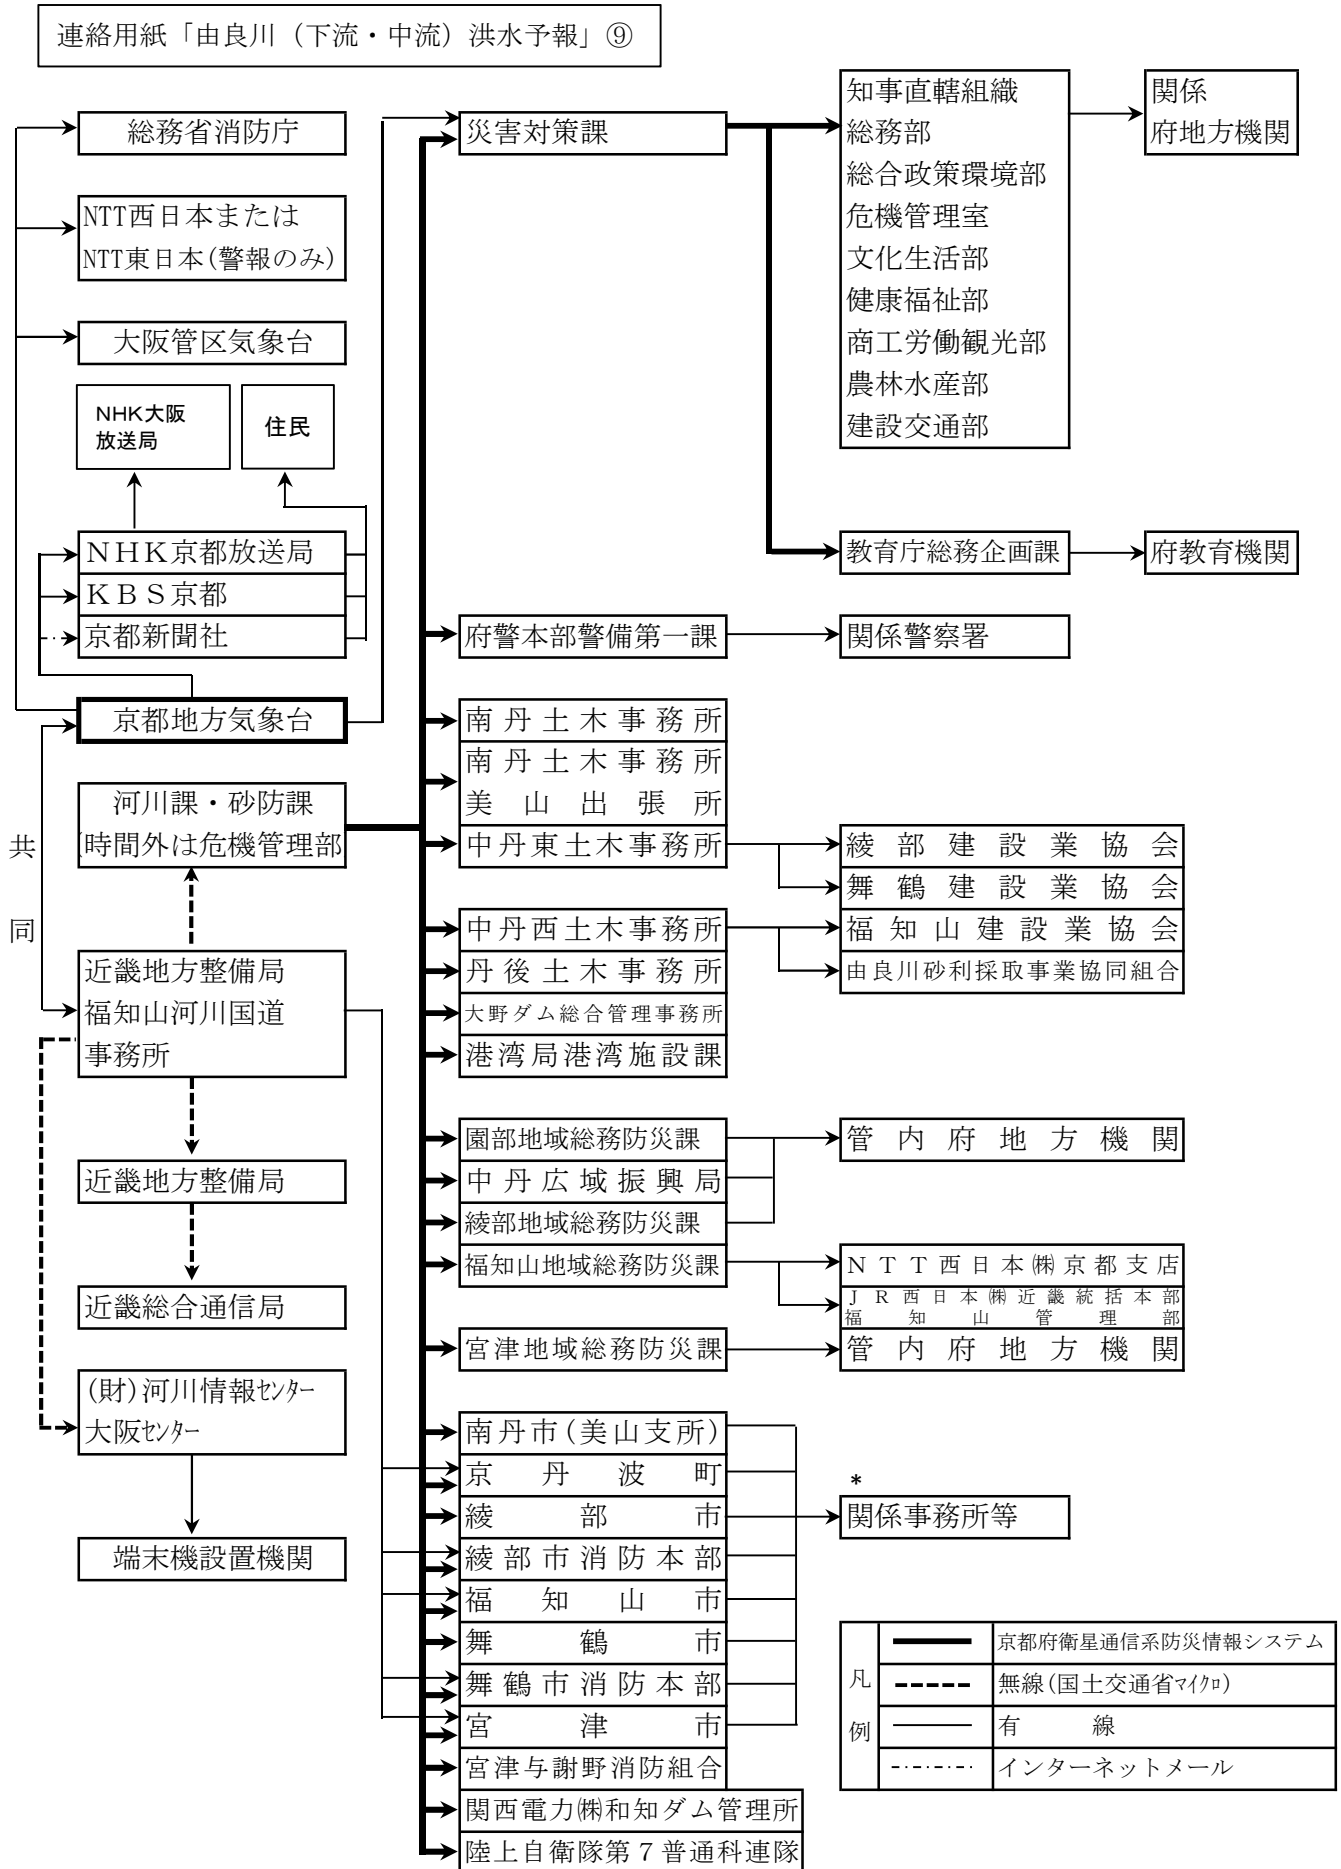 連絡用紙「由良川（下流・中流）洪水予報」⑨
総務省消防庁
NTT西日本または
NTT東日本(警報のみ)
大阪管区気象台
NHK大阪
放送局
住民
ＮＨＫ京都放送局
ＫＢＳ京都
京都新聞社
京都地方気象台
河川課・砂防課
(時間外は危機管理部
共
同
近畿地方整備局
福知山河川国道
事務所
近畿地方整備局
近畿総合通信局
(財)河川情報ｾﾝﾀｰ
大阪ｾﾝﾀｰ
端末機設置機関
災害対策課
府警本部警備第一課
南丹土木事務所
南丹土木事務所
美山出張所
中丹東土木事務所
中丹西土木事務所
丹後土木事務所
大野ダム総合管理事務所
港湾局港湾施設課
園部地域総務防災課
中丹広域振興局
綾部地域総務防災課
福知山地域総務防災課
宮津地域総務防災課
南丹市(美山支所)
京丹波町
綾部市
綾部市消防本部
福知山市
舞鶴市
舞鶴市消防本部
宮津市
宮津与謝野消防組合
関西電力㈱和知ダム管理所
陸上自衛隊第７普通科連隊
知事直轄組織
総務部
総合政策環境部
危機管理室
文化生活部
健康福祉部
商工労働観光部
農林水産部
建設交通部
関係
府地方機関
教育庁総務企画課
府教育機関
関係警察署
綾部建設業協会
舞鶴建設業協会
福知山建設業協会
由良川砂利採取事業協同組合
管内府地方機関
ＮＴＴ西日本㈱京都支店
ＪＲ西日本㈱近畿統括本部
福知山管理部
管内府地方機関
*
関係事務所等
凡
例
京都府衛星通信系防災情報システム
無線(国土交通省ﾏｲｸﾛ)
有線
インターネットメール